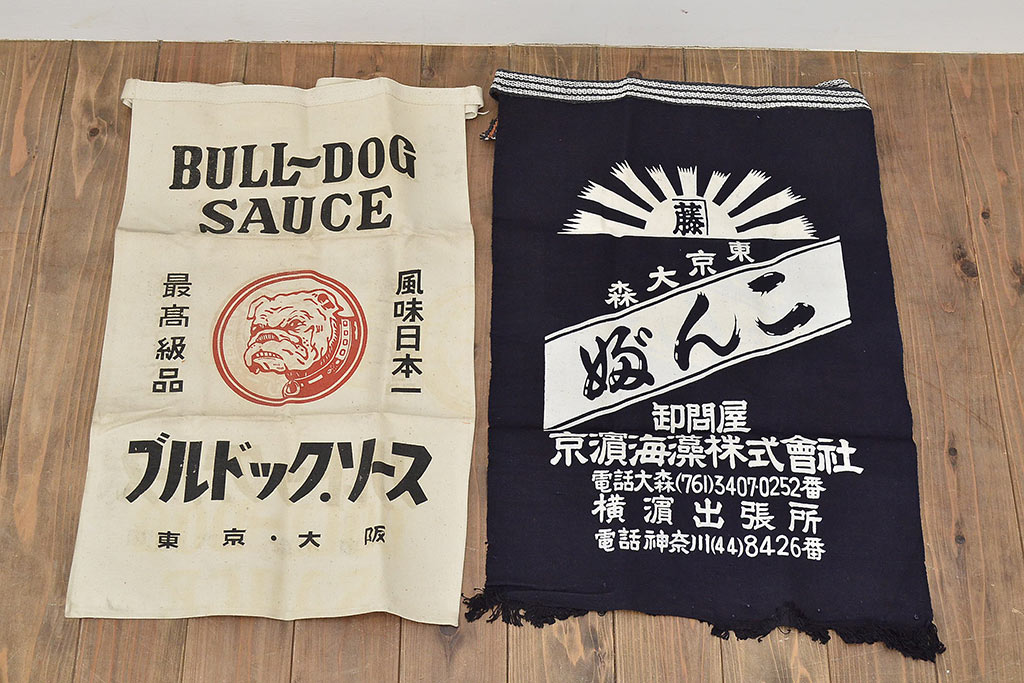 BULL~DOG
SAUCE
風味日本一
最高級品
ブルドック.ソース
東京・大阪
藤
東京大森
こんぶ
卸問屋
京濱海藻株式會社
電話大森(761)3407-0252番
横濱出張所
電話神奈川(44)8426番